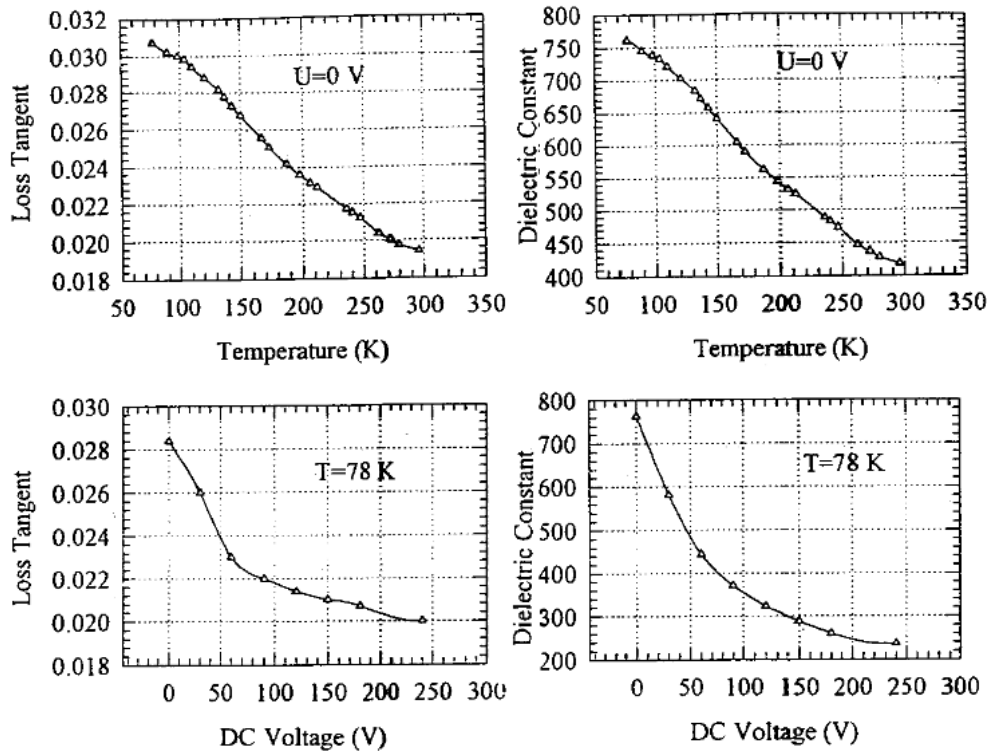 Loss Tangent
0.030
0.028
0.026
0.024
0.022
0.020
0.018
U=0 V
50 100 150 200 250 300 350
Temperature (K)
Dielectric Constant
800
750
700
650
600
550
500
450
400
U=0 V
50 100 150 200 250 300 350
Temperature (K)
Loss Tangent
0.030
0.028
0.026
0.024
0.022
0.020
0.018
T=78 K
0 50 100 150 200 250 300
DC Voltage (V)
Dielectric Constant
800
700
600
500
400
300
200
T=78 K
0 50 100 150 200 250 300
DC Voltage (V)